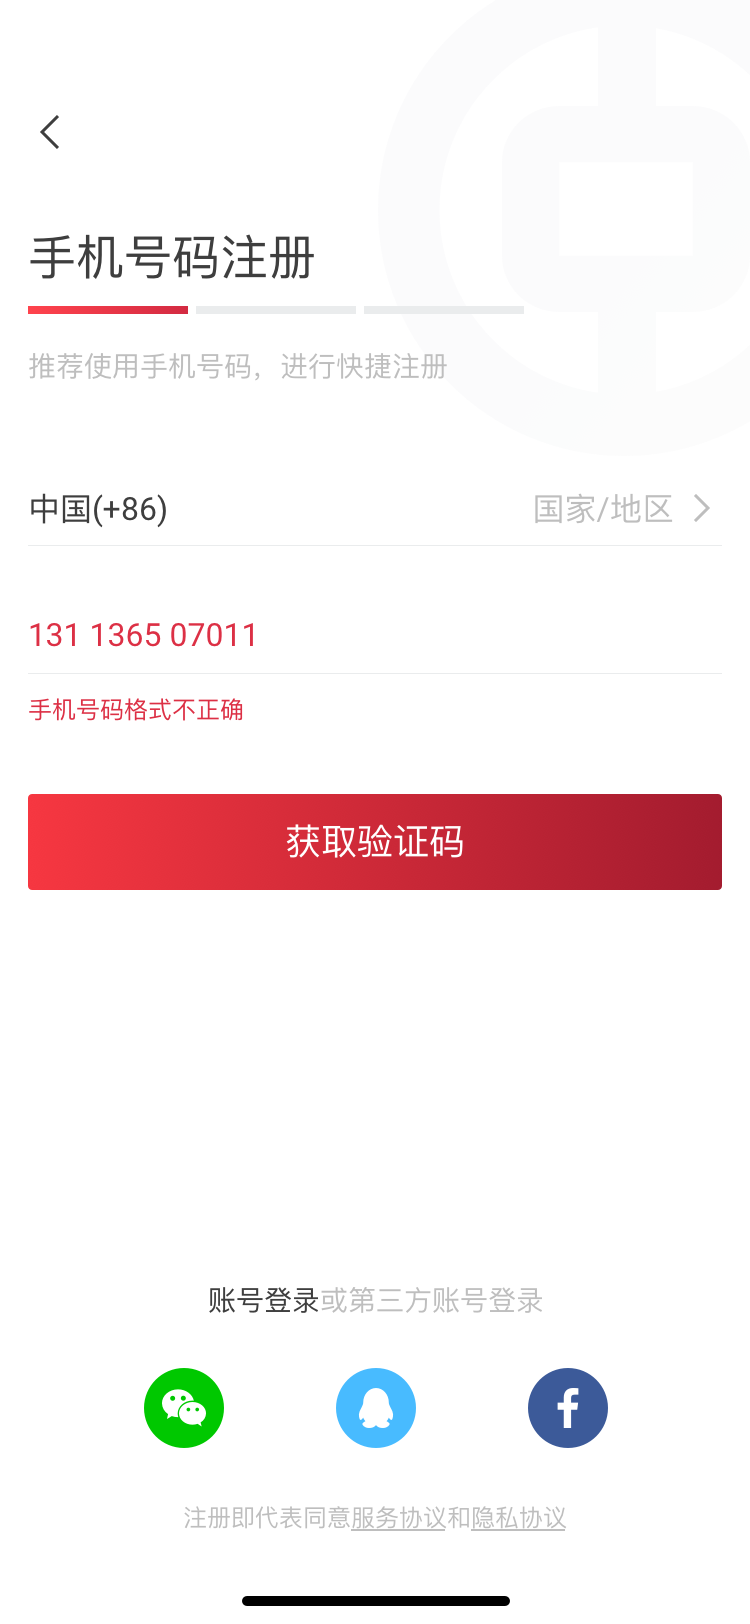 手机号码注册
推荐使用手机号码，进行快捷注册
中国(+86) 国家/地区
131 1365 07011
手机号码格式不正确
获取验证码
账号登录或第三方账号登录
注册即代表同意服务协议和隐私协议